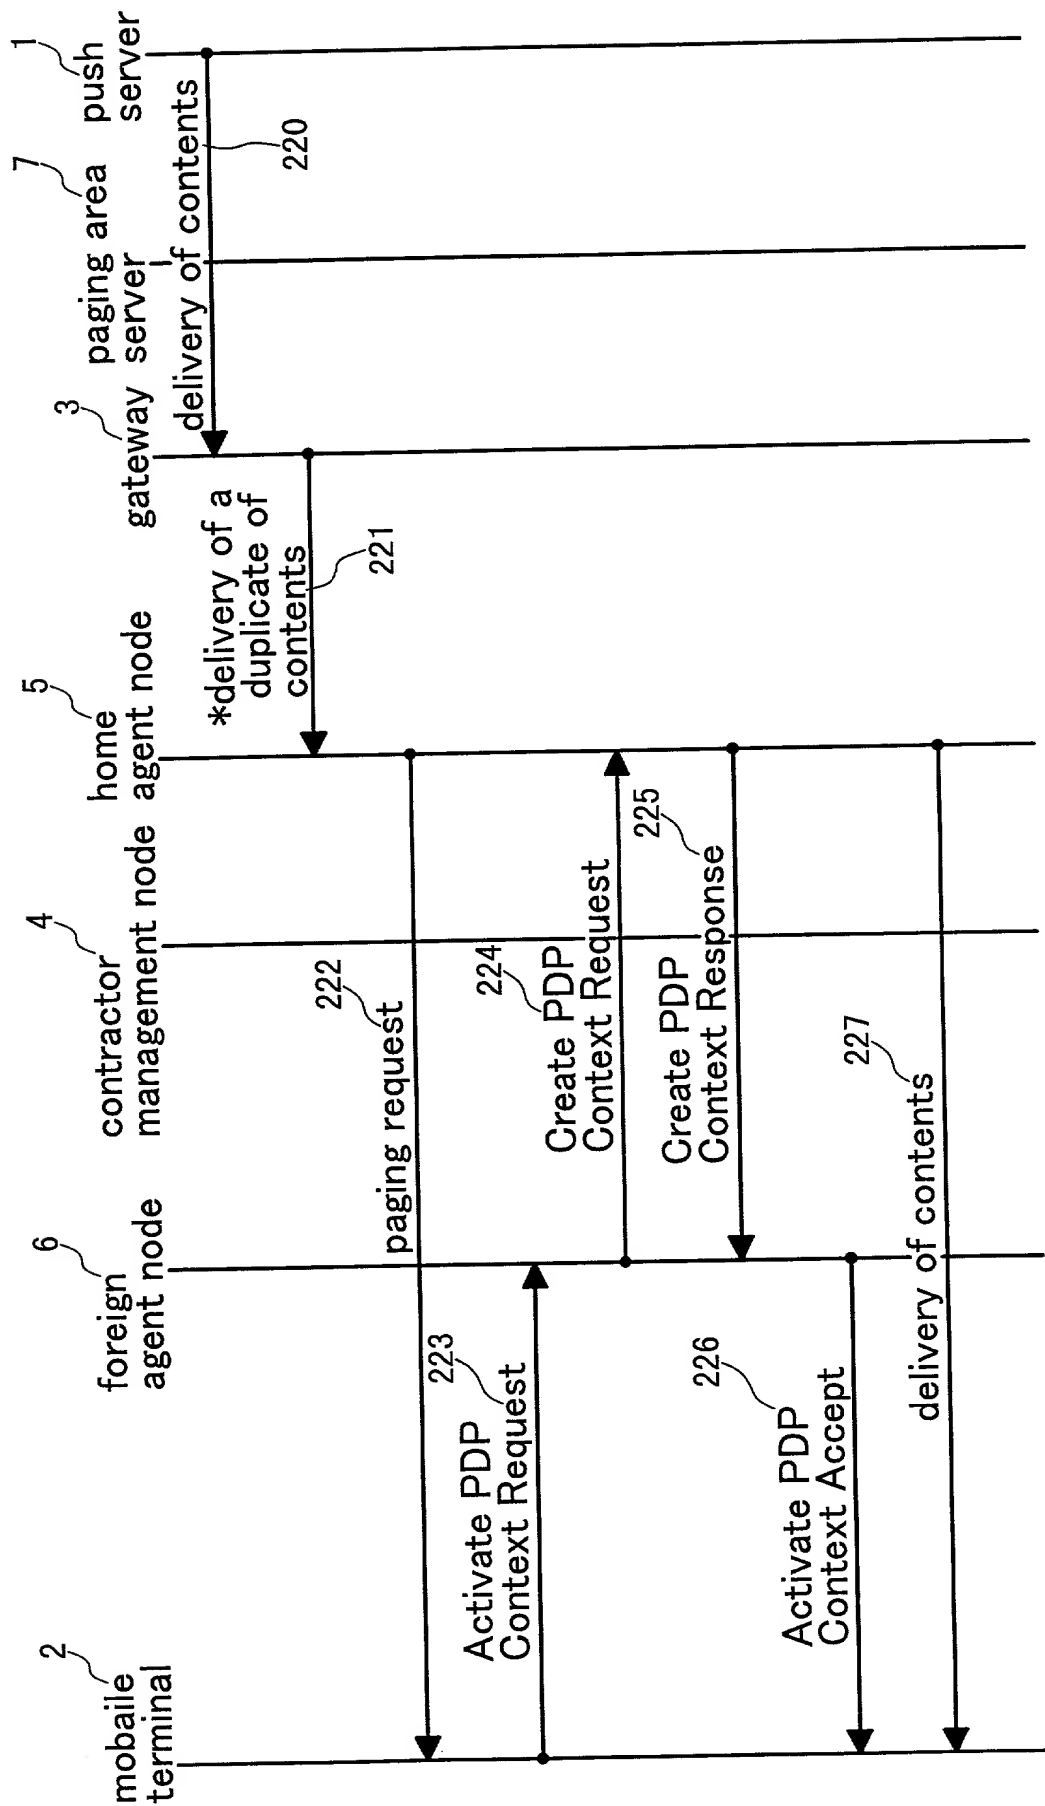 2
mobaile
terminal
6
foreign
agent node
4
contractor
management node
5
home
agent node
3
gateway server
7
paging area
1
push
server
delivery of contents
220
*delivery of a
duplicate of
contents
221
222
paging request
223
Activate PDP
Context Request
224
Create PDP
Context Request
225
Create PDP
Context Response
226
Activate PDP
Context Accept
227
delivery of contents